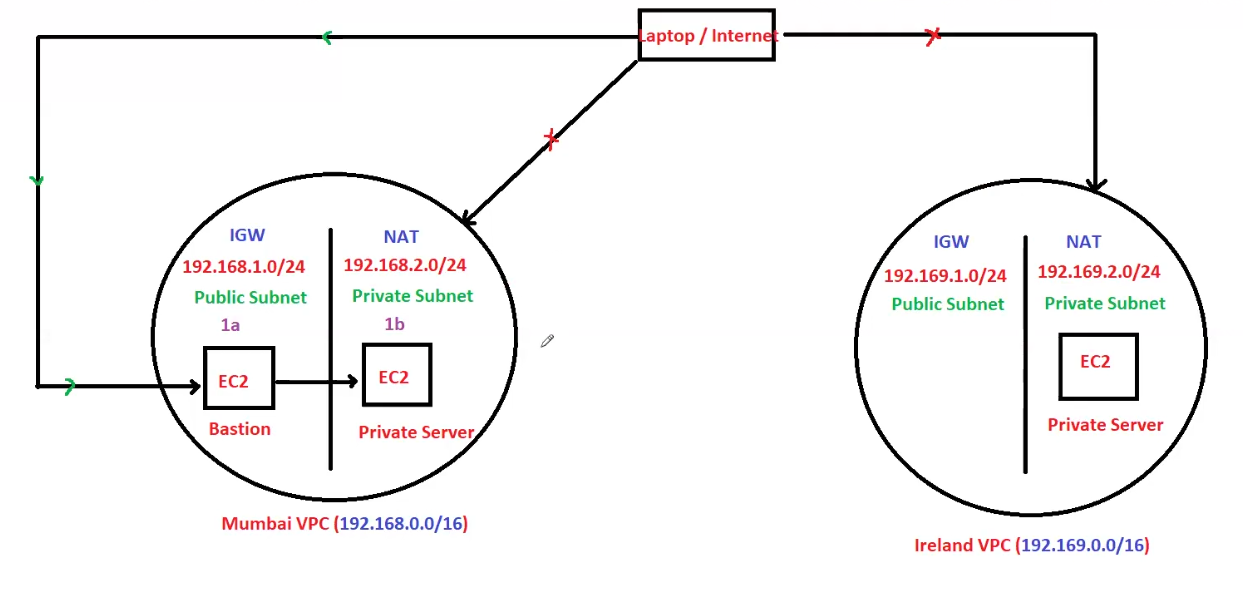 Laptop / Internet
IGW
192.168.1.0/24
Public Subnet
1a
EC2
Bastion
NAT
192.168.2.0/24
Private Subnet
1b
EC2
Private Server
Mumbai VPC (192.168.0.0/16)
IGW
192.169.1.0/24
Public Subnet
NAT
192.169.2.0/24
Private Subnet
EC2
Private Server
Ireland VPC (192.169.0.0/16)